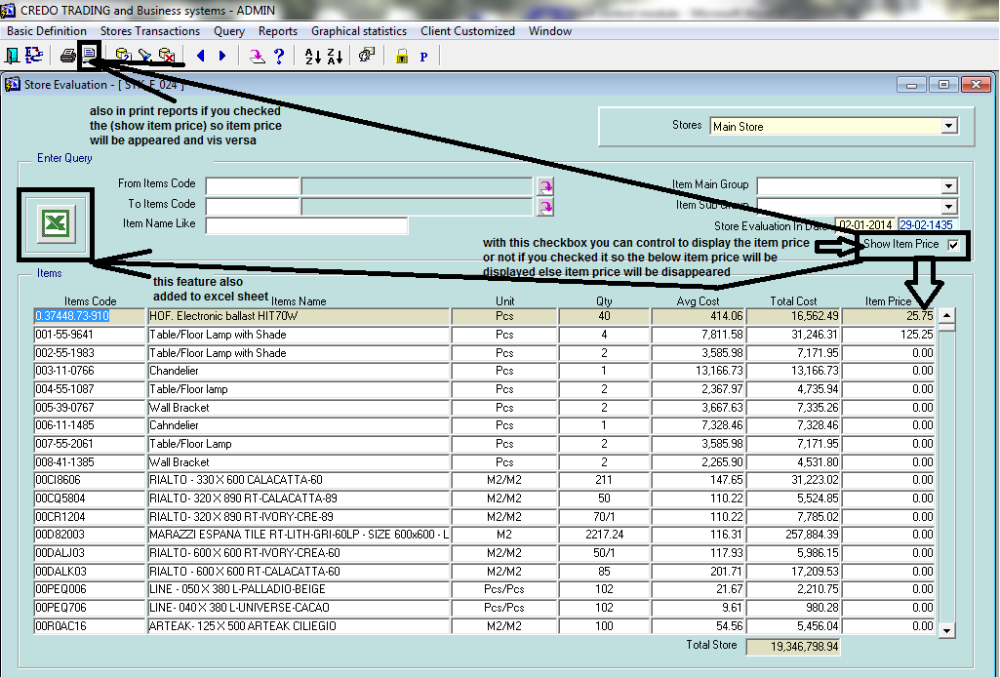 CREDO TRADING and Business systems - ADMIN
Basic Definition Stores Transactions Query Reports Graphical statistics Client Customized Window
Store Evaluation - [ STK_F_024 ]
also in print reports if you checked
the (show item price) so item price
will be appeared and vis versa
Stores Main Store
Enter Query
From Items Code
To Items Code
Item Name Like
Item Main Group
Item Sub Group
Store Evaluation In Date 02-01-2014 29-02-1435
Show Item Price
with this checkbox you can control to display the item price
or not if you checked it so the below item price will be
displayed else item price will be disappeared
this feature also
added to excel sheet
Items
Items Code Items Name Unit Qty Avg Cost Total Cost Item Price
0.37448.73-910 HOF. Electronic ballast HIT70W Pcs 40 414.06 16,562.49 25.75
001-55-9641 Table/Floor Lamp with Shade Pcs 4 7,811.58 31,246.31 125.25
002-55-1983 Table/Floor Lamp with Shade Pcs 2 3,585.98 7,171.95 0.00
003-11-0766 Chandelier Pcs 1 13,166.73 13,166.73 0.00
004-55-1087 Table/Floor lamp Pcs 2 2,367.97 4,735.94 0.00
005-39-0767 Wall Bracket Pcs 2 3,667.63 7,335.26 0.00
006-11-1485 Cahndelier Pcs 1 7,328.46 7,328.46 0.00
007-55-2061 Table/Floor Lamp Pcs 2 3,585.98 7,171.95 0.00
008-41-1385 Wall Bracket Pcs 2 2,265.90 4,531.80 0.00
00CI8606 RIALTO - 330 X 600 CALACATTA-60 M2/M2 211 147.65 31,223.02 0.00
00CQ5804 RIALTO- 320 X 890 RT-CALACATTA-89 M2/M2 50 110.22 5,524.85 0.00
00CR1204 RIALTO- 320 X 890 RT-IVORY-CRE-89 M2/M2 70/1 110.22 7,785.02 0.00
00D82003 MARAZZI ESPANA TILE RT-LITH-GRI-60LP - SIZE 600x600 - L M2 2217.24 116.31 257,884.39 0.00
00DALJ03 RIALTO- 600 X 600 RT-IVORY-CREA-60 M2/M2 50/1 117.93 5,986.15 0.00
00DALK03 RIALTO - 600 X 600 RT-CALACATTA-60 M2/M2 85 201.71 17,209.53 0.00
00PEQ006 LINE - 050 X 380 L-PALLADIO-BEIGE Pcs/Pcs 102 21.67 2,210.75 0.00
00PEQ706 LINE- 040 X 380 L-UNIVERSE-CACAO Pcs/Pcs 102 9.61 980.28 0.00
00R0AC16 ARTEAK- 125 X 500 ARTEAK CILIEGIO M2/M2 100 54.56 5,456.04 0.00
Total Store 19,346,798.94